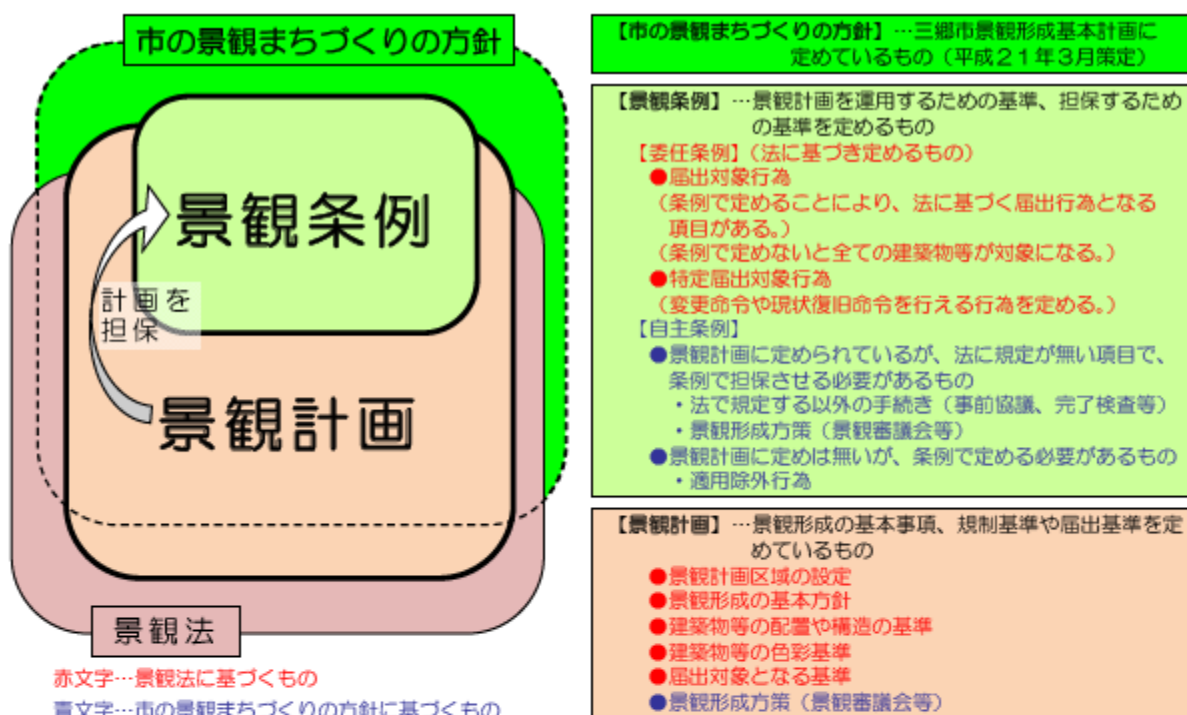 市の景観まちづくりの方針
景観条例
計画を
担保
景観計画
景観法
赤文字…景観法に基づくもの
青文字…市の景観まちづくりの方針に基づくもの
【市の景観まちづくりの方針】…三郷市景観形成基本計画に
定めているもの（平成２１年３月策定）
【景観条例】…景観計画を運用するための基準、担保するため
の基準を定めるもの
【委任条例】（法に基づき定めるもの）
●届出対象行為
（条例で定めることにより、法に基づく届出行為となる
項目がある。）
（条例で定めないと全ての建築物等が対象になる。）
●特定届出対象行為
（変更命令や現状復旧命令を行える行為を定める。）
【自主条例】
●景観計画に定められているが、法に規定が無い項目で、
条例で担保させる必要があるもの
・法で規定する以外の手続き（事前協議、完了検査等）
・景観形成方策（景観審議会等）
●景観計画に定めは無いが、条例で定める必要があるもの
・適用除外行為
【景観計画】…景観形成の基本事項、規制基準や届出基準を定
めているもの
●景観計画区域の設定
●景観形成の基本方針
●建築物等の配置や構造の基準
●建築物等の色彩基準
●届出対象となる基準
●景観形成方策（景観審議会等）